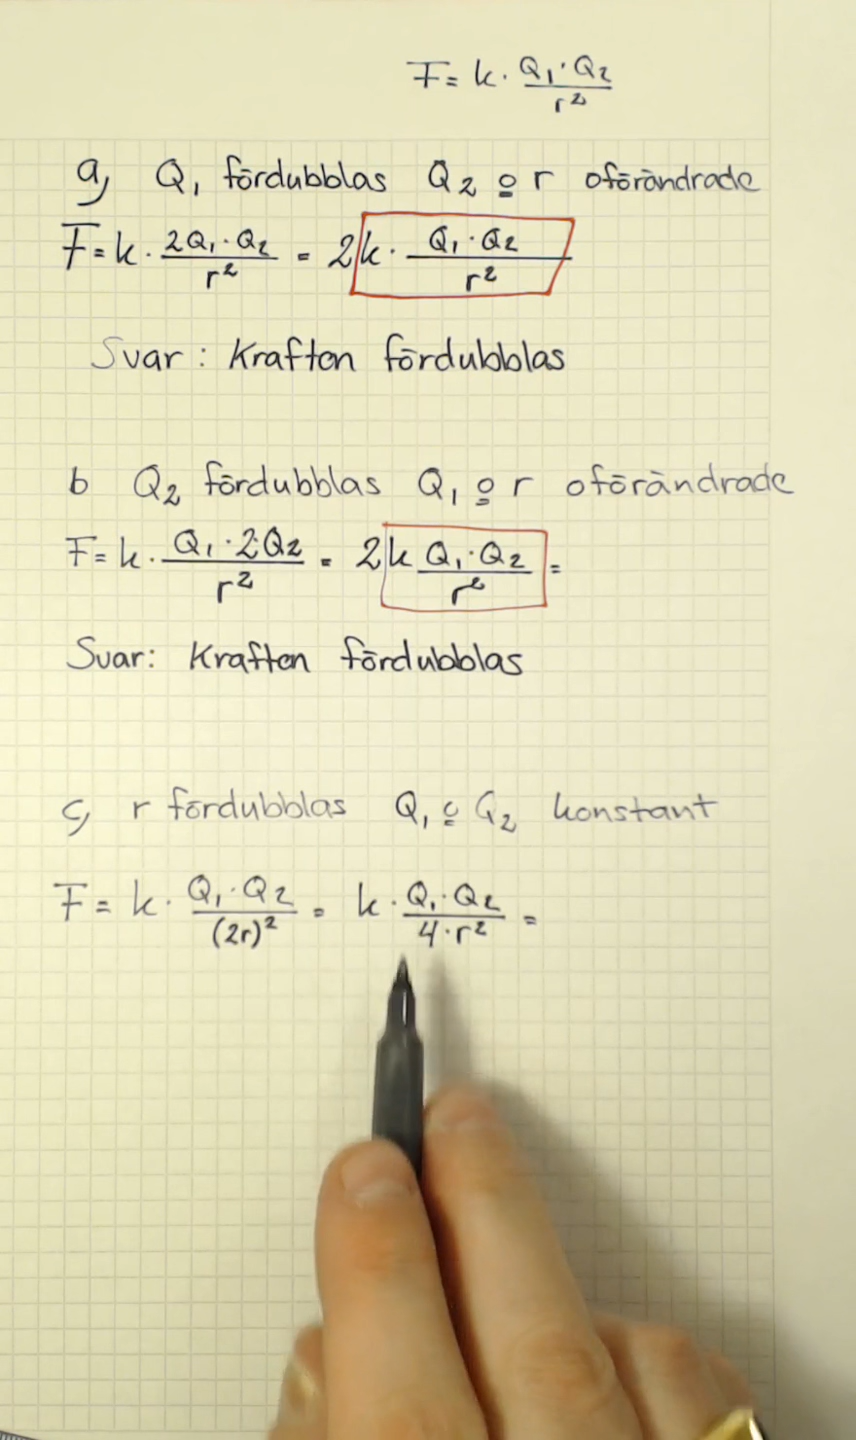 F = k · Q₁·Q₂/r²
a) Q₁ fördubblas Q₂ o r oförändrade
F = k · 2Q₁·Q₂/r² = 2k · Q₁·Q₂/r²
Svar: Kraften fördubblas
b Q₂ fördubblas Q₁ o r oförändrade
F = k · Q₁·2Q₂/r² = 2k Q₁·Q₂/r² =
Svar: Kraften fördubblas
c) r fördubblas Q₁ o Q₂ konstant
F = k · Q₁·Q₂/(2r)² = k · Q₁·Q₂/4·r² =